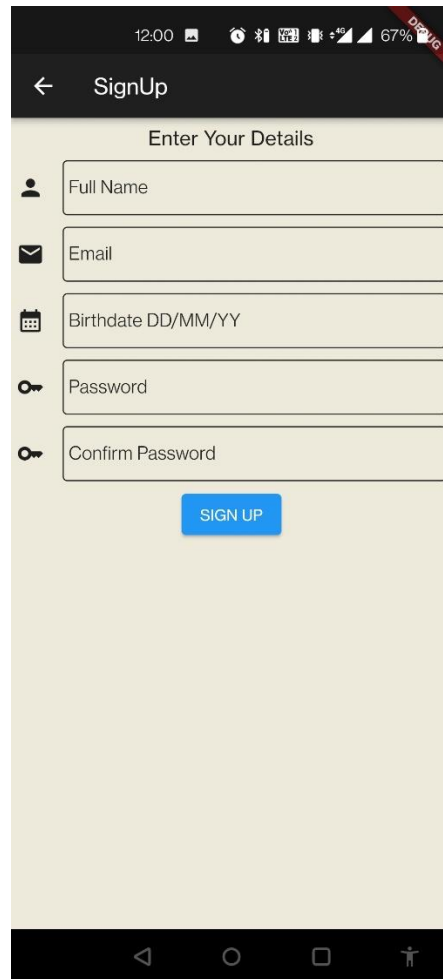 12:00 4G 67%
DEBUG
SignUp
Enter Your Details
Full Name
Email
Birthdate DD/MM/YY
Password
Confirm Password
SIGN UP